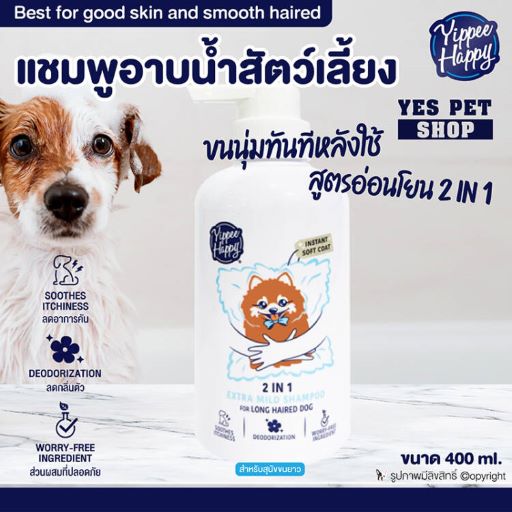 Best for good skin and smooth haired
Yippee
Happy
แชมพูอาบน้ำสัตว์เลี้ยง
YES PET
SHOP
ขนนุ่มทันทีหลังใช้
สูตรอ่อนโยน 2 IN 1
Yippee
Happy
INSTANT
SOFT COAT
SOOTHES
ITCHINESS
ลดอาการคัน
DEODORIZATION
ลดกลิ่นตัว
WORRY-FREE
INGREDIENT
ส่วนผสมที่ปลอดภัย
2 IN 1
EXTRA MILD SHAMPOO
FOR LONG HAIRED DOG
SOOTHES
ITCHINESS
DEODORIZATION
WORRY-FREE
INGREDIENT
สำหรับสุนัขขนยาว
ขนาด 400 ml.
รูปภาพมีลิขสิทธิ์ ©opyright